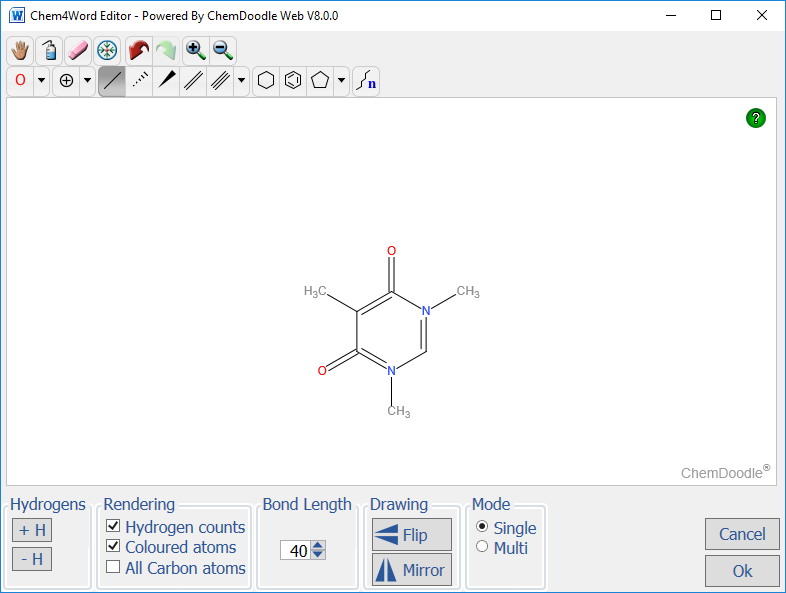 Chem4Word Editor - Powered By ChemDoodle Web V8.0.0
O
n
?
O
H₃C
CH₃
N
O
N
CH₃
ChemDoodle®
Hydrogens
+ H
- H
Rendering
Hydrogen counts
Coloured atoms
All Carbon atoms
Bond Length
40
Drawing
Flip
Mirror
Mode
Single
Multi
Cancel
Ok